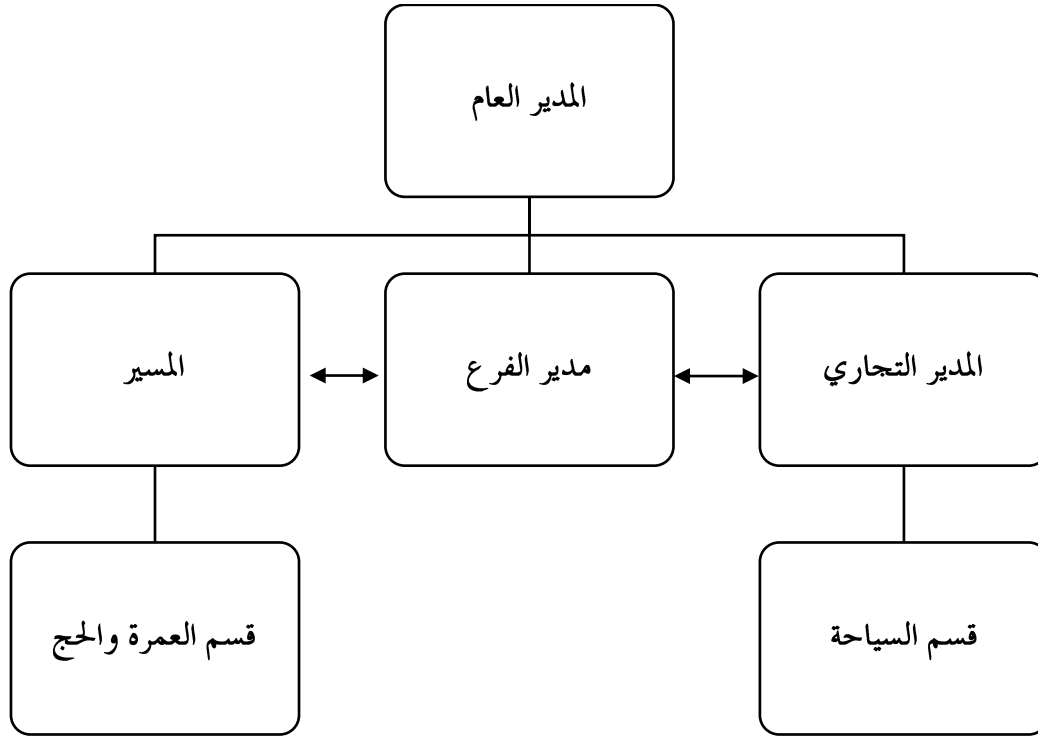 المدير العام
المدير التجاري
مدير الفرع
المسير
قسم السياحة
قسم العمرة والحج